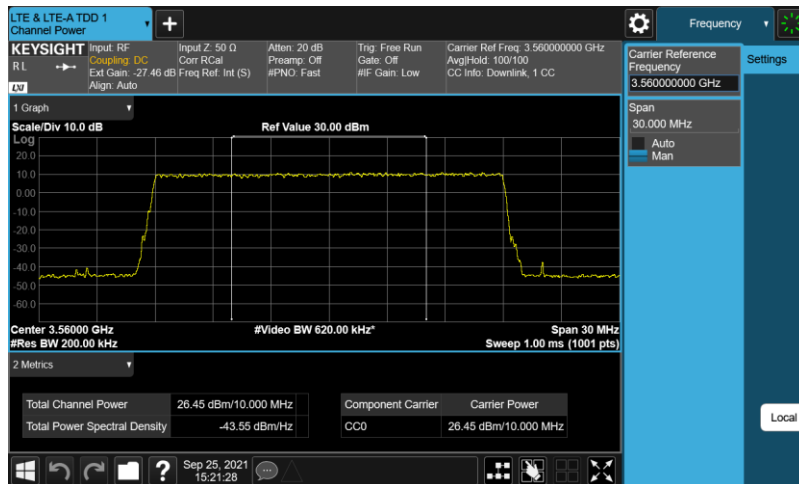 LTE & LTE-A TDD 1
Channel Power
Frequency
KEYSIGHT
R L
LXI
Input: RF
Coupling: DC
Ext Gain: -27.46 dB
Align: Auto
Input Z: 50 Ω
Corr RCal
Freq Ref: Int (S)
Atten: 20 dB
Preamp: Off
#PNO: Fast
Trig: Free Run
Gate: Off
#IF Gain: Low
Carrier Ref Freq: 3.560000000 GHz
Avg|Hold: 100/100
CC Info: Downlink, 1 CC
Carrier Reference
Frequency
3.560000000 GHz
Settings
Span
30.000 MHz
Auto
Man
1 Graph
Scale/Div 10.0 dB
Ref Value 30.00 dBm
Log
20.0
10.0
0.00
-10.0
-20.0
-30.0
-40.0
-50.0
-60.0
Center 3.56000 GHz
#Video BW 620.00 kHz*
Span 30 MHz
#Res BW 200.00 kHz
Sweep 1.00 ms (1001 pts)
2 Metrics
Total Channel Power 26.45 dBm/10.000 MHz
Total Power Spectral Density -43.55 dBm/Hz
Component Carrier Carrier Power
CC0 26.45 dBm/10.000 MHz
Local
?
Sep 25, 2021
15:21:28